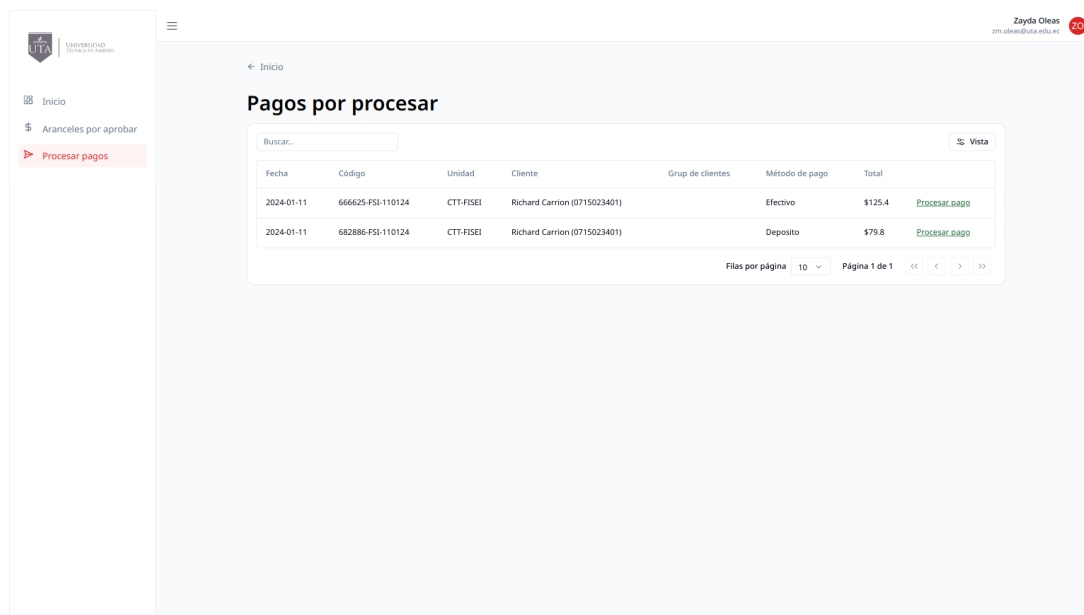 Zayda Oleas
zm.oleas@uta.edu.ec
ZO
UTA
UNIVERSIDAD
TÉCNICA DE AMBATO
Inicio
Aranceles por aprobar
Procesar pagos
← Inicio
Pagos por procesar
Buscar...
Vista
Fecha Código Unidad Cliente Grup de clientes Método de pago Total
2024-01-11 666625-FSI-110124 CTT-FISEI Richard Carrion (0715023401) Efectivo $125.4 Procesar pago
2024-01-11 682886-FSI-110124 CTT-FISEI Richard Carrion (0715023401) Deposito $79.8 Procesar pago
Filas por página 10 Página 1 de 1